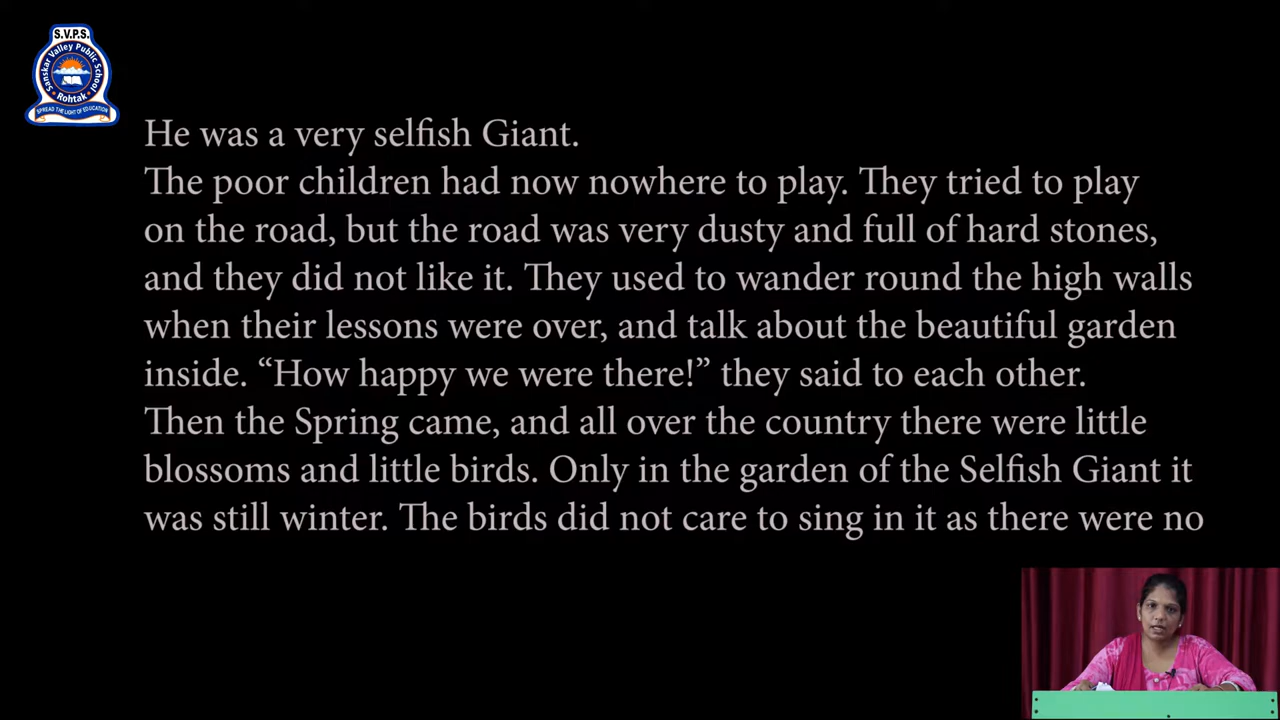 S.V.P.S.
Sanskar Valley Public School
Rohtak
SPREAD THE LIGHT OF EDUCATION
He was a very selfish Giant.
The poor children had now nowhere to play. They tried to play
on the road, but the road was very dusty and full of hard stones,
and they did not like it. They used to wander round the high walls
when their lessons were over, and talk about the beautiful garden
inside. “How happy we were there!” they said to each other.
Then the Spring came, and all over the country there were little
blossoms and little birds. Only in the garden of the Selfish Giant it
was still winter. The birds did not care to sing in it as there were no